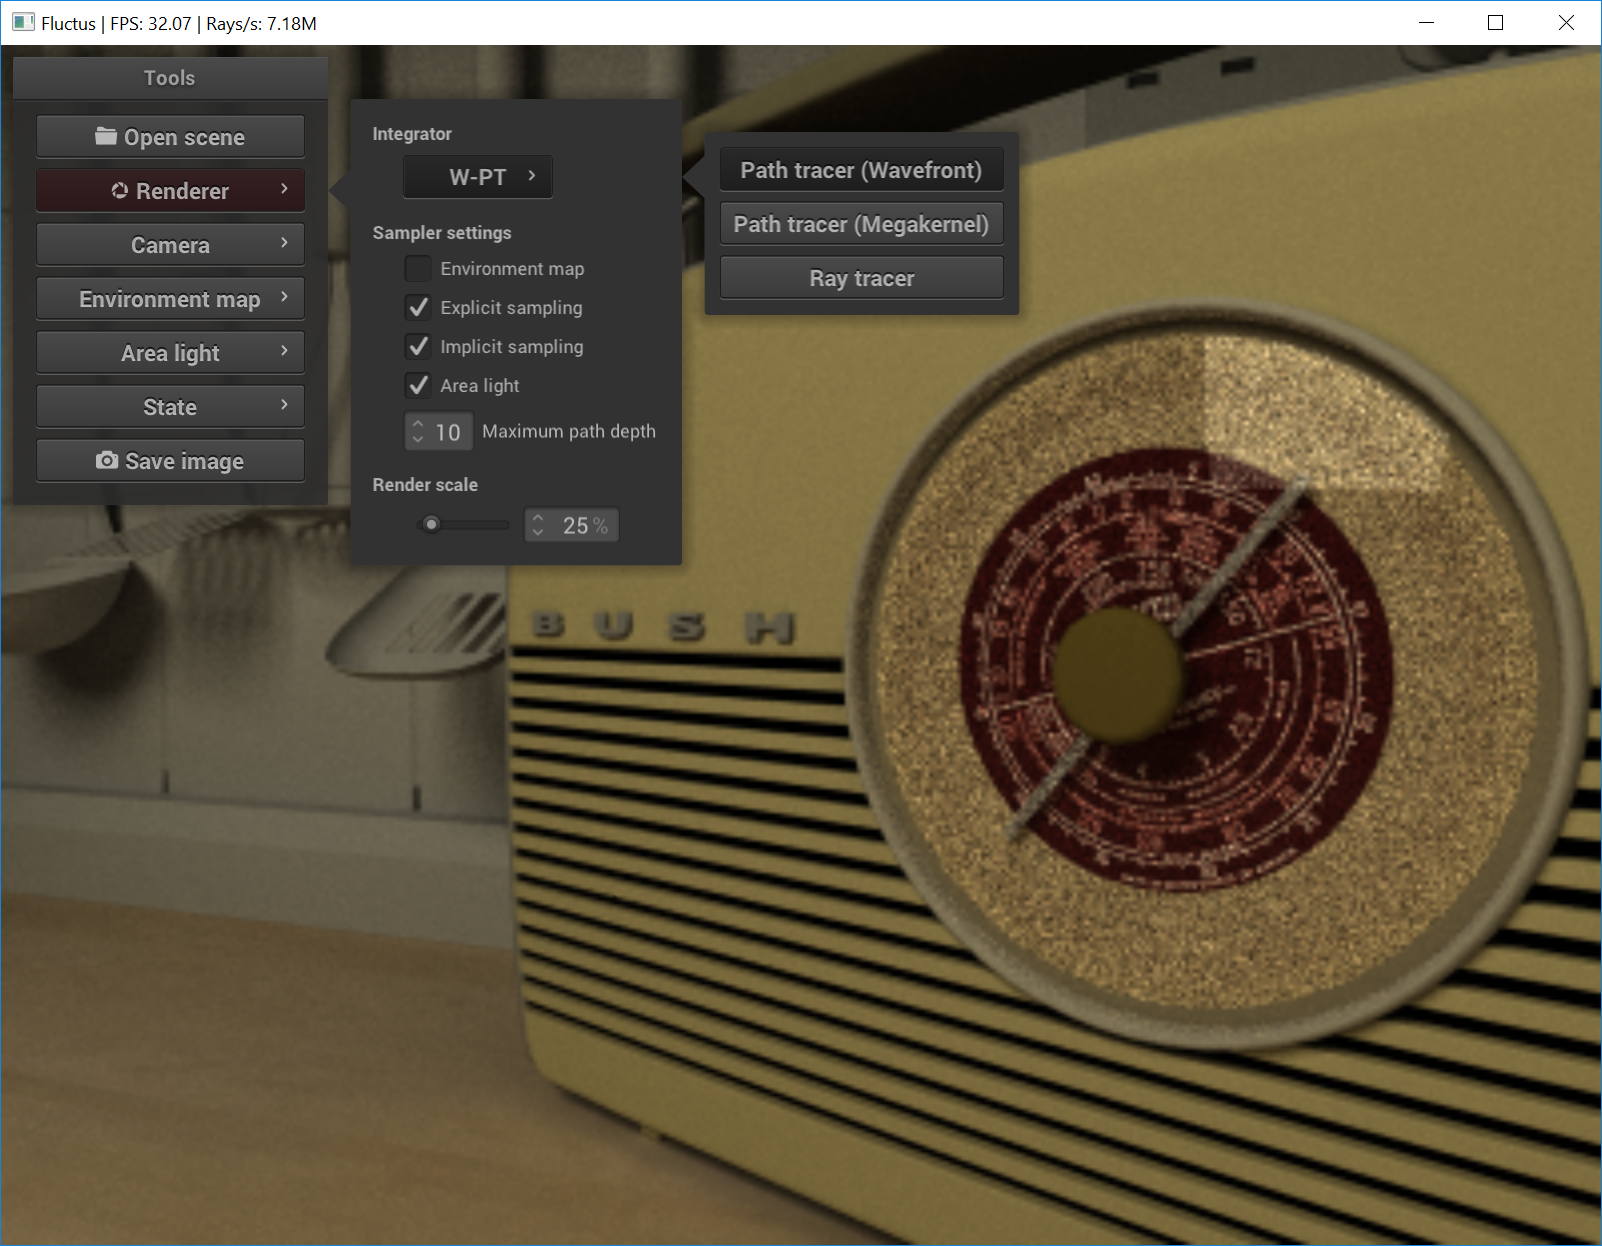 Fluctus | FPS: 32.07 | Rays/s: 7.18M
Tools
Open scene
Renderer
Camera
Environment map
Area light
State
Save image
Integrator
W-PT
Sampler settings
Environment map
Explicit sampling
Implicit sampling
Area light
10 Maximum path depth
Render scale
25 %
Path tracer (Wavefront)
Path tracer (Megakernel)
Ray tracer
BUSH